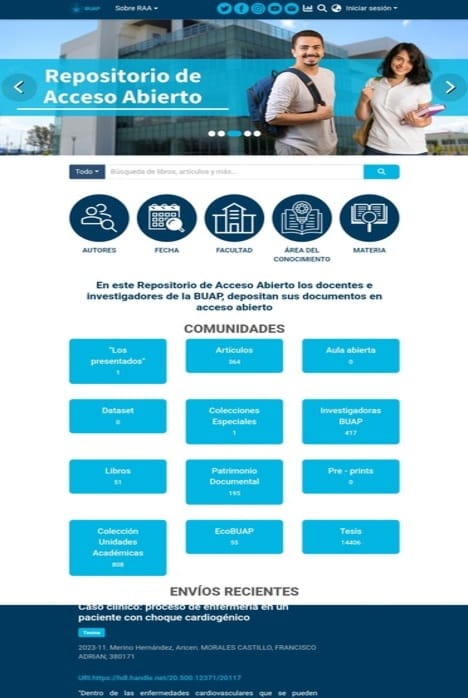 BUAP Sobre RAA Iniciar sesión
Repositorio de
Acceso Abierto
Todo Búsqueda de libros, artículos y más...
AUTORES FECHA FACULTAD ÁREA DEL CONOCIMIENTO MATERIA
En este Repositorio de Acceso Abierto los docentes e
investigadores de la BUAP, depositan sus documentos en
acceso abierto
COMUNIDADES
"Los presentados"
1
Artículos
364
Aula abierta
0
Dataset
0
Colecciones Especiales
1
Investigadoras BUAP
417
Libros
51
Patrimonio Documental
195
Pre - prints
0
Colección Unidades Académicas
808
EcoBUAP
55
Tesis
14406
ENVÍOS RECIENTES
Caso clínico: proceso de enfermería en un
paciente con choque cardiogénico
Tesina
2023-11, Merino Hernández, Aricen, MORALES CASTILLO, FRANCISCO
ADRIAN; 380171
URI:https://hdl.handle.net/20.500.12371/20117
"Dentro de las enfermedades cardiovasculares que se pueden